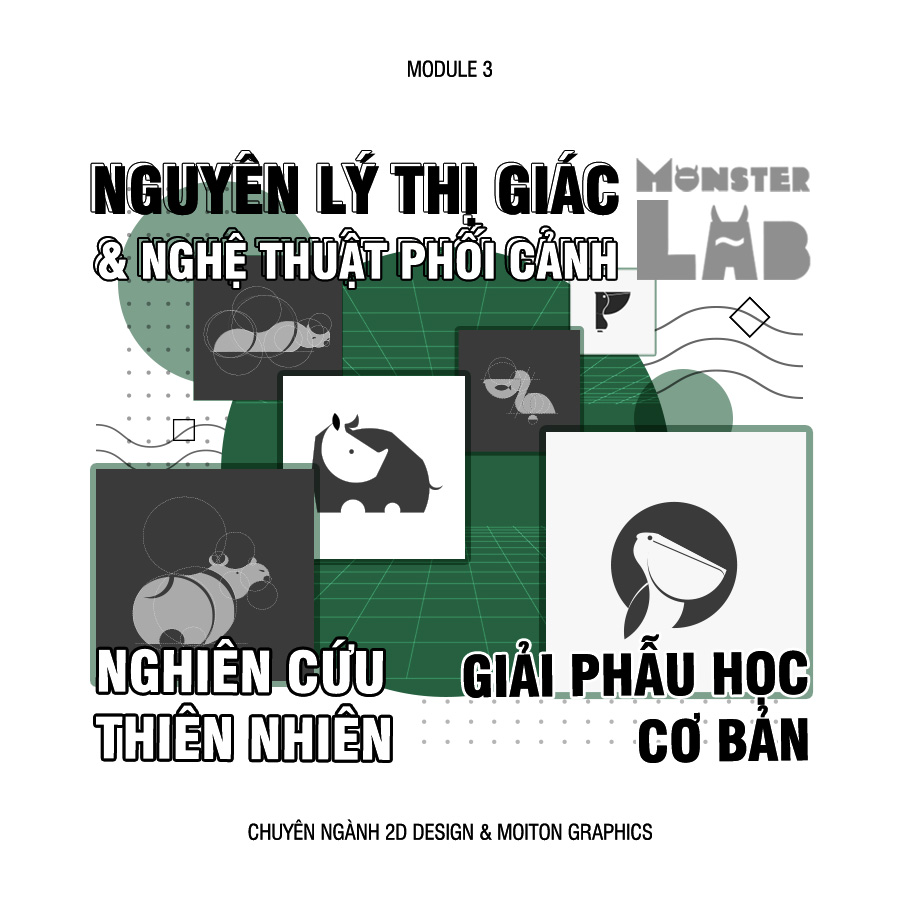 MODULE 3
NGUYÊN LÝ THỊ GIÁC
& NGHỆ THUẬT PHỐI CẢNH
MONSTER
LAB
NGHIÊN CỨU
THIÊN NHIÊN
GIẢI PHẪU HỌC
CƠ BẢN
CHUYÊN NGÀNH 2D DESIGN & MOITON GRAPHICS